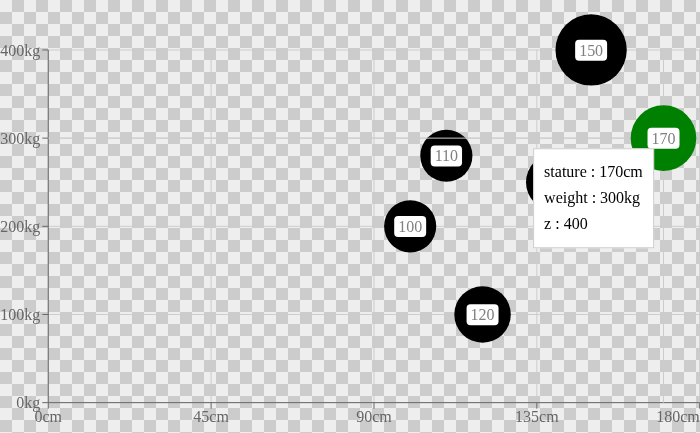 400kg
150
300kg
170
110
stature : 170cm
weight : 300kg
z : 400
200kg
100
100kg
120
0kg
0cm
45cm
90cm
135cm
180cm